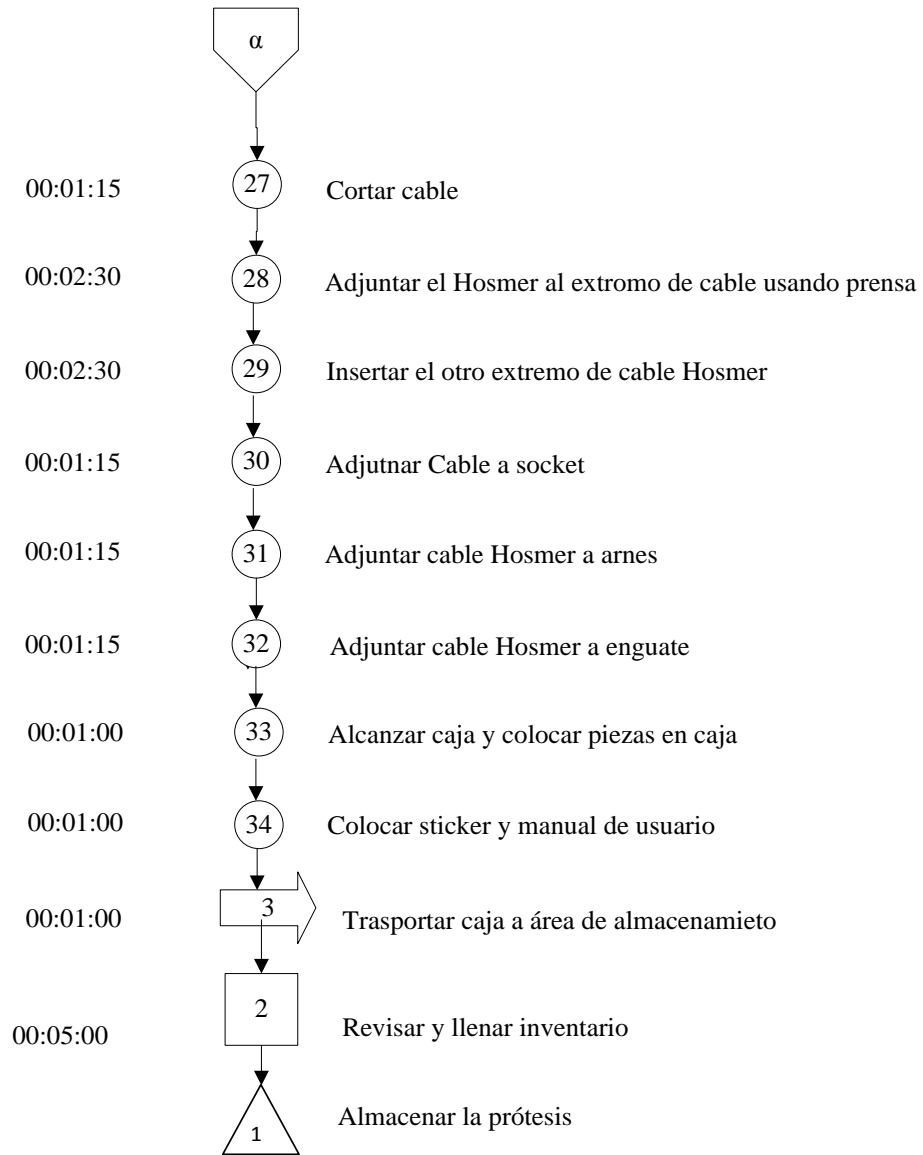 α
00:01:15 27 Cortar cable
00:02:30 28 Adjuntar el Hosmer al extromo de cable usando prensa
00:02:30 29 Insertar el otro extremo de cable Hosmer
00:01:15 30 Adjutnar Cable a socket
00:01:15 31 Adjuntar cable Hosmer a arnes
00:01:15 32 Adjuntar cable Hosmer a enguate
00:01:00 33 Alcanzar caja y colocar piezas en caja
00:01:00 34 Colocar sticker y manual de usuario
00:01:00 3 Trasportar caja a área de almacenamieto
00:05:00 2 Revisar y llenar inventario
1 Almacenar la prótesis